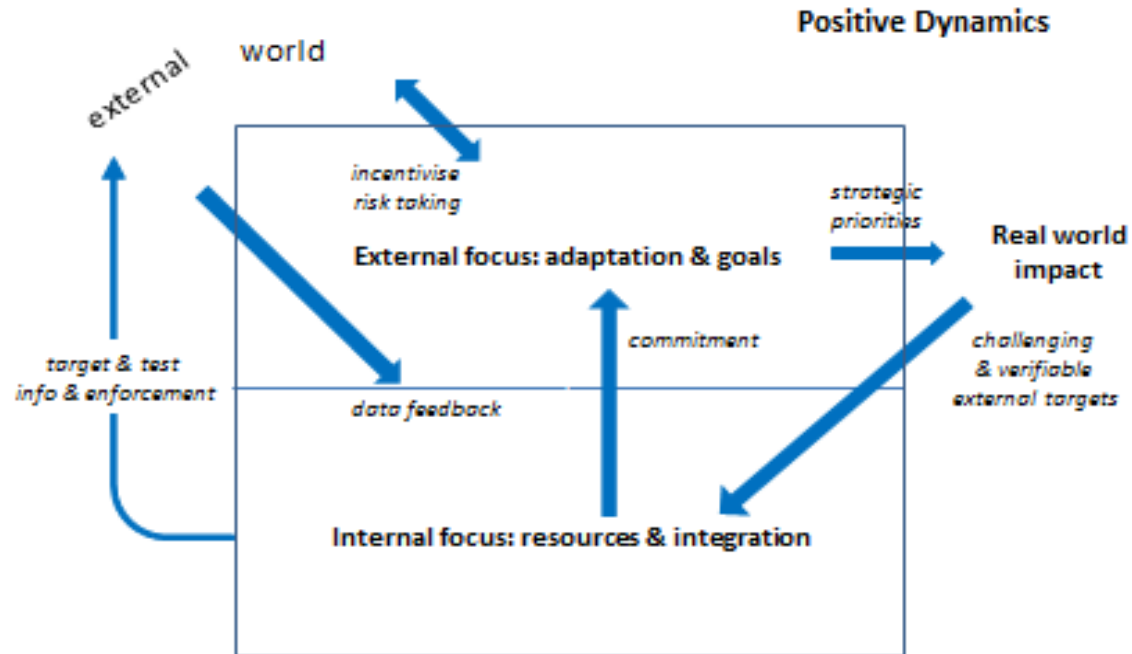 Positive Dynamics
external world
incentivise
risk taking
strategic
priorities
External focus: adaptation & goals
Real world
impact
commitment
challenging
& verifiable
external targets
target & test
info & enforcement
data feedback
Internal focus: resources & integration